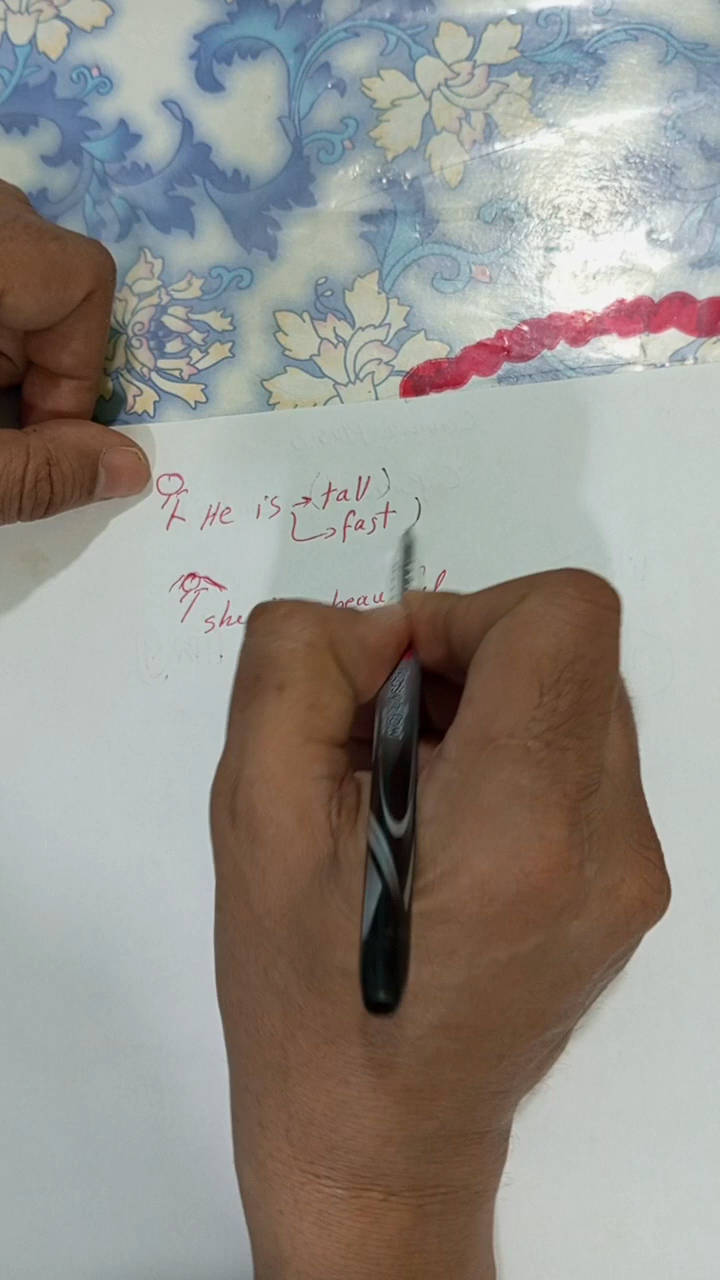 He is → (tall)
↳ fast )
she